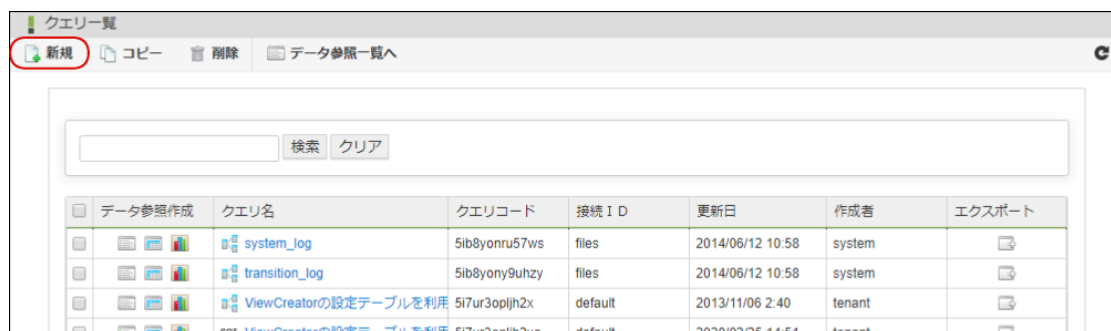 クエリ一覧
新規 コピー 削除 データ参照一覧へ
検索 クリア
データ参照作成 クエリ名 クエリコード 接続ID 更新日 作成者 エクスポート
system_log 5ib8yonru57ws files 2014/06/12 10:58 system
transition_log 5ib8yony9uhzy files 2014/06/12 10:58 system
ViewCreatorの設定テーブルを利用 5i7ur3opljh2x default 2013/11/06 2:40 tenant